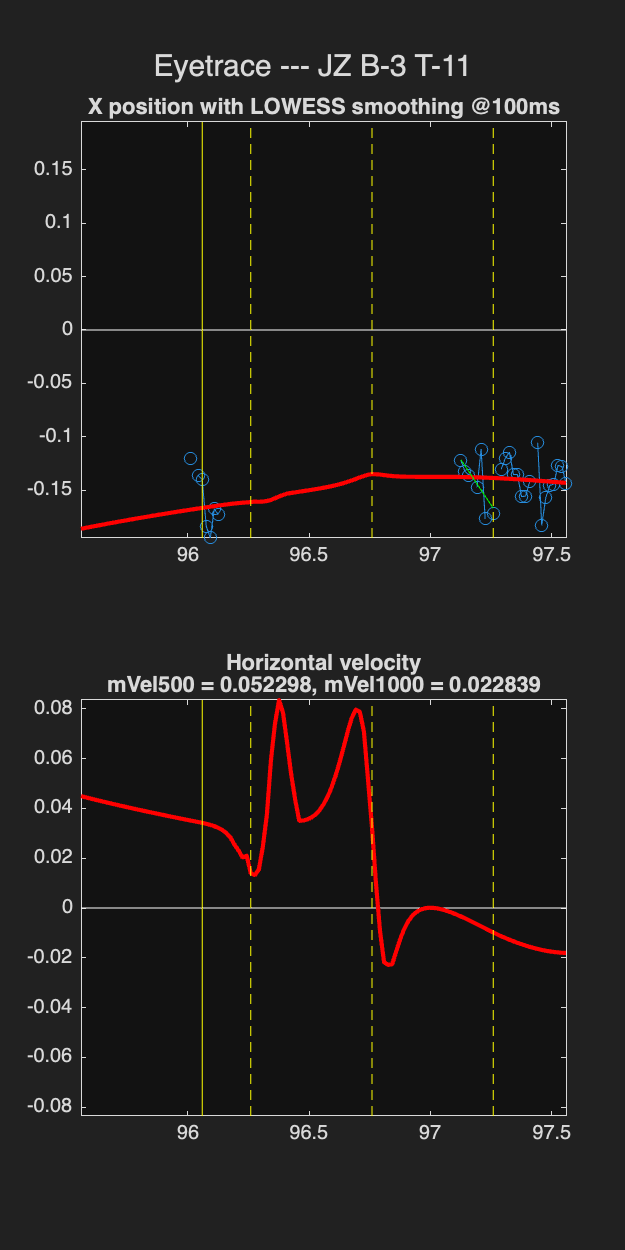 Eyetrace --- JZ B-3 T-11
X position with LOWESS smoothing @100ms
0.15
0.1
0.05
0
-0.05
-0.1
-0.15
96 96.5 97 97.5
Horizontal velocity
mVel500 = 0.052298, mVel1000 = 0.022839
0.08
0.06
0.04
0.02
0
-0.02
-0.04
-0.06
-0.08
96 96.5 97 97.5